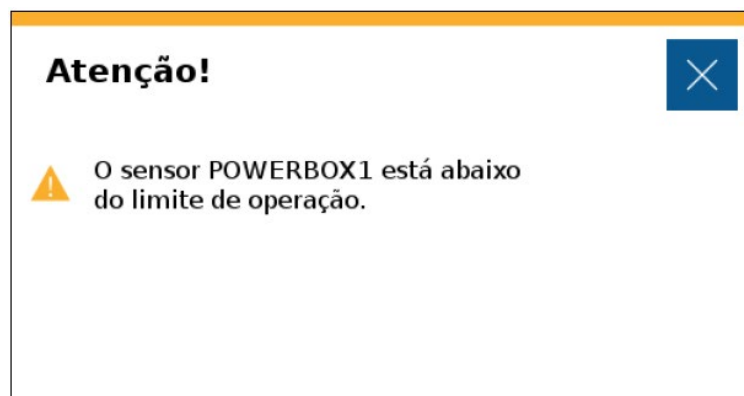 Atenção!
O sensor POWERBOX1 está abaixo
do limite de operação.